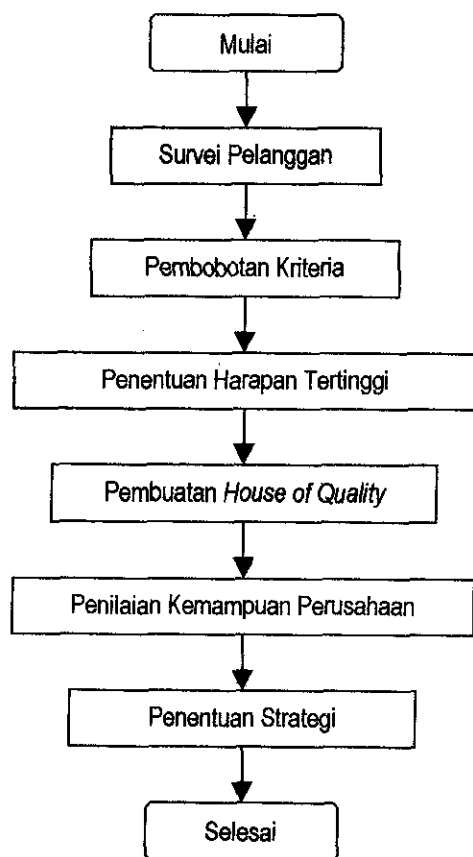 Mulai
Survei Pelanggan
Pembobotan Kriteria
Penentuan Harapan Tertinggi
Pembuatan House of Quality
Penilaian Kemampuan Perusahaan
Penentuan Strategi
Selesai